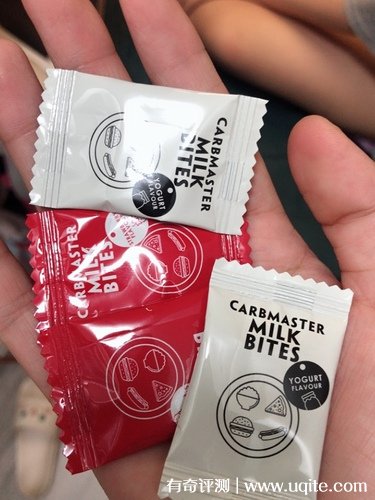 CARBMASTER
MILK
BITES
YOGURT
FLAVOUR
CARBMASTER
MILK
BITES
CARBMASTER
MILK
BITES
YOGURT
FLAVOUR
有奇评测 | www.uqite.com